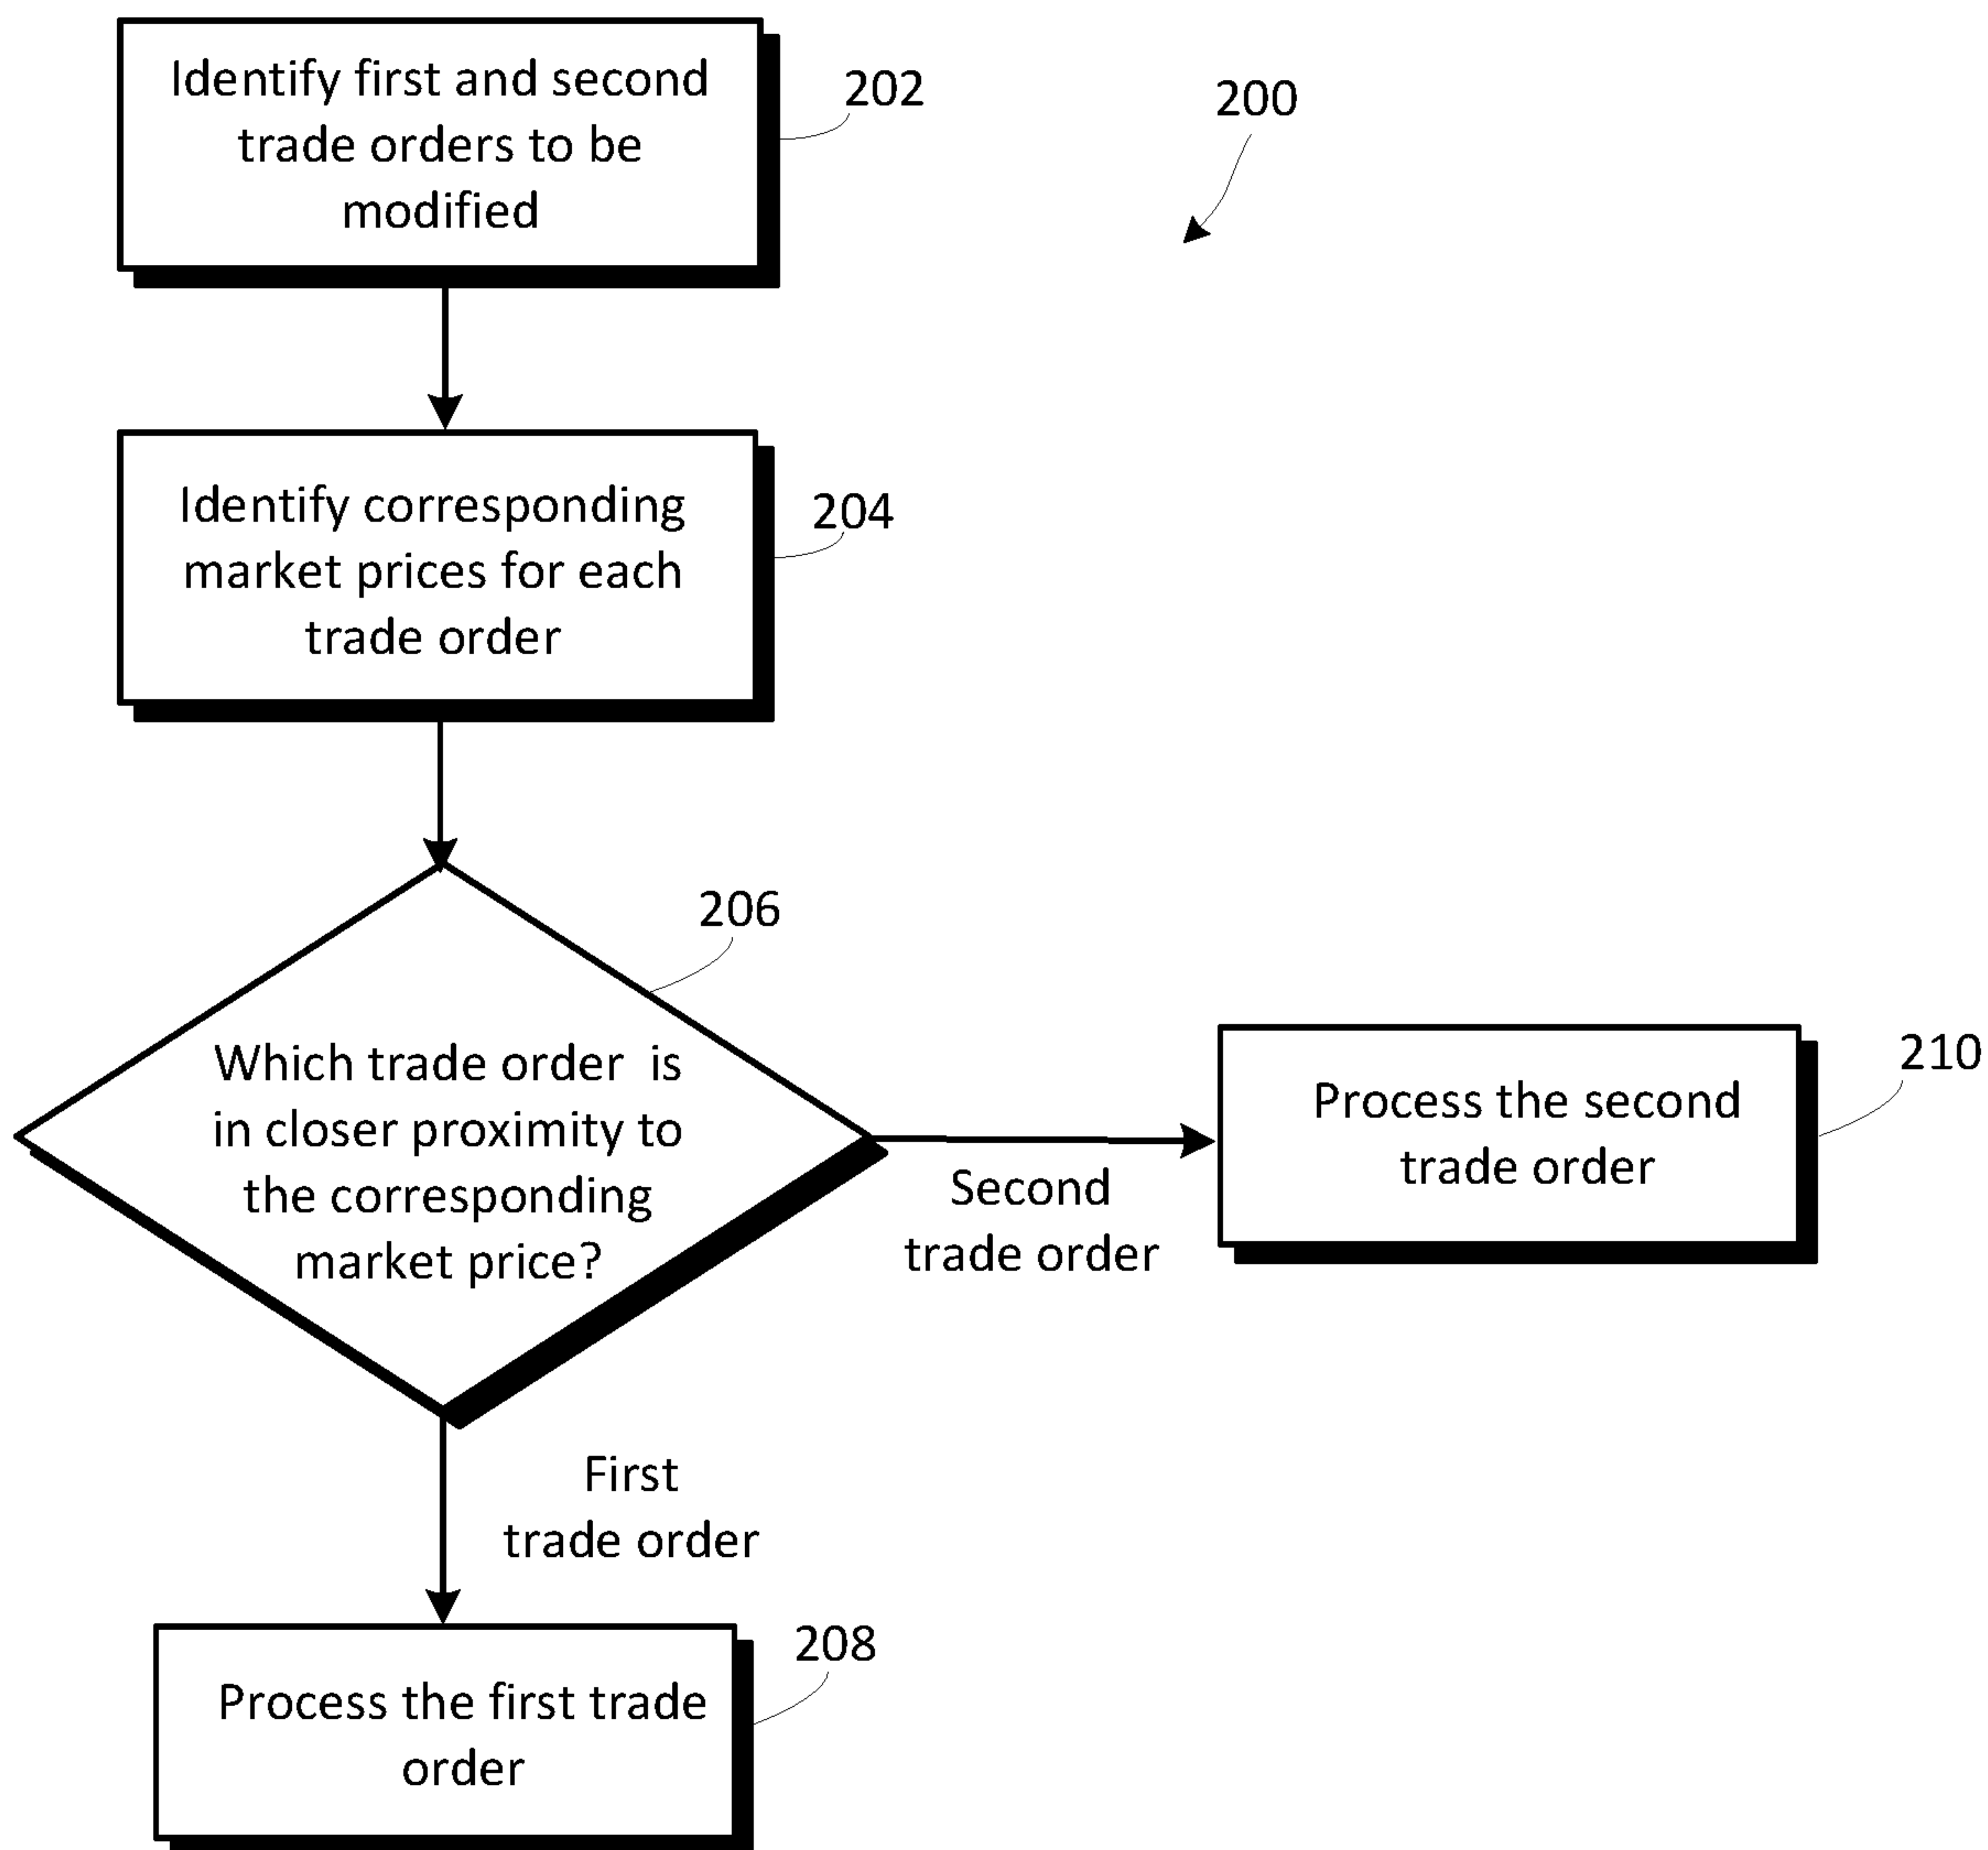 Identify first and second
trade orders to be
modified
202
200
Identify corresponding
market prices for each
trade order
204
206
Which trade order is
in closer proximity to
the corresponding
market price?
Second
trade order
Process the second
trade order
210
First
trade order
Process the first trade
order
208